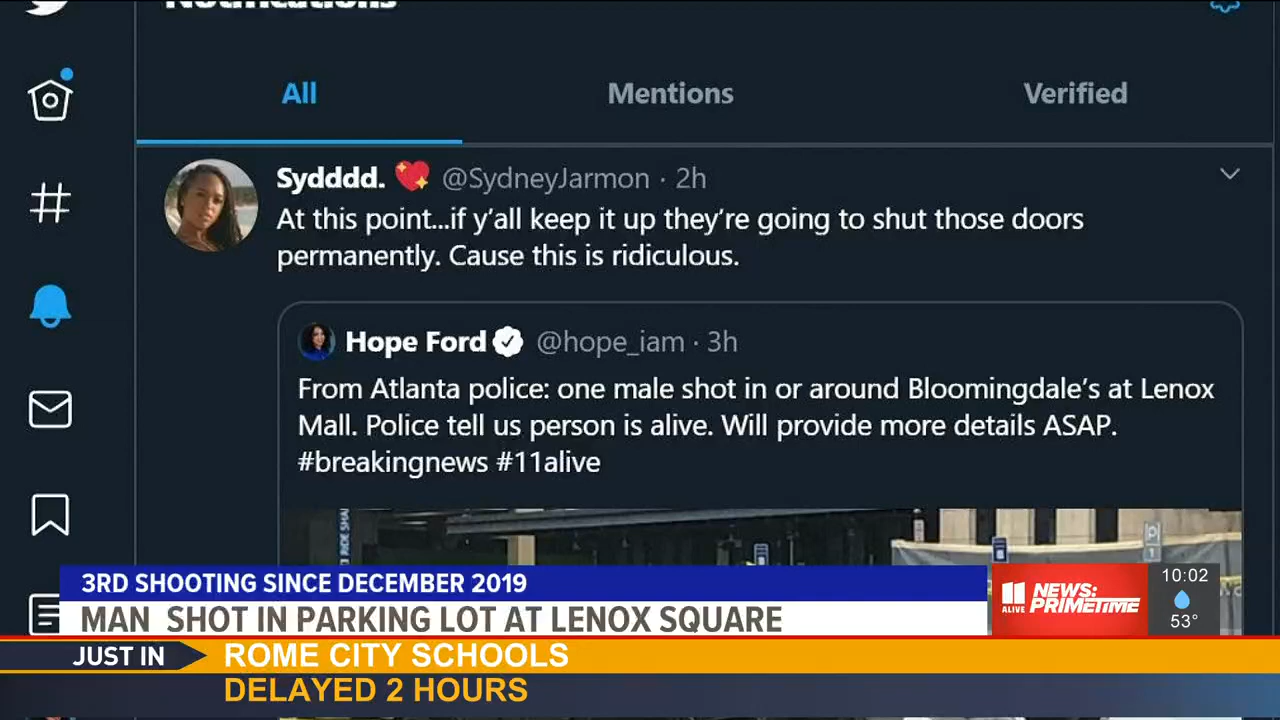 Notifications
All Mentions Verified
Sydddd. 💖 @SydneyJarmon · 2h
At this point...if y'all keep it up they're going to shut those doors
permanently. Cause this is ridiculous.
Hope Ford @hope_iam · 3h
From Atlanta police: one male shot in or around Bloomingdale's at Lenox
Mall. Police tell us person is alive. Will provide more details ASAP.
#breakingnews #11alive
RIDE SHA
3RD SHOOTING SINCE DECEMBER 2019
MAN SHOT IN PARKING LOT AT LENOX SQUARE
11 ALIVE NEWS: PRIMETIME
10:02
53°
JUST IN
ROME CITY SCHOOLS
DELAYED 2 HOURS